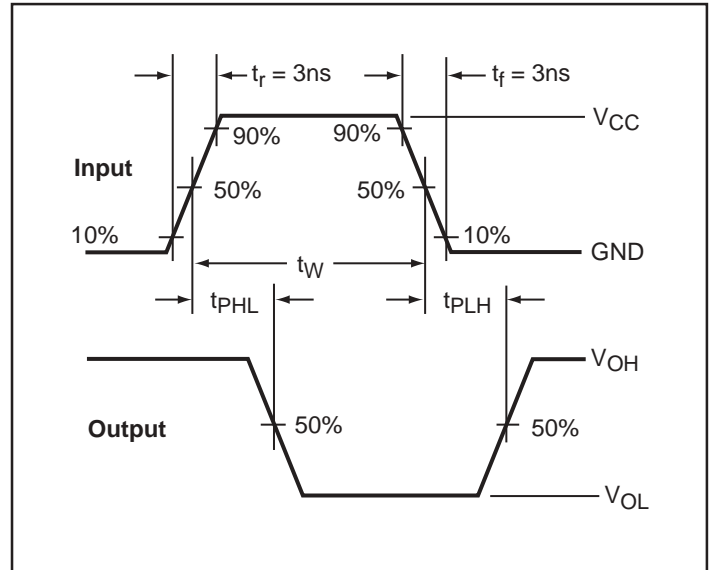 tr = 3ns
tf = 3ns
VCC
90%
90%
Input
50%
50%
10%
10%
GND
tW
tPHL
tPLH
VOH
Output
50%
50%
VOL